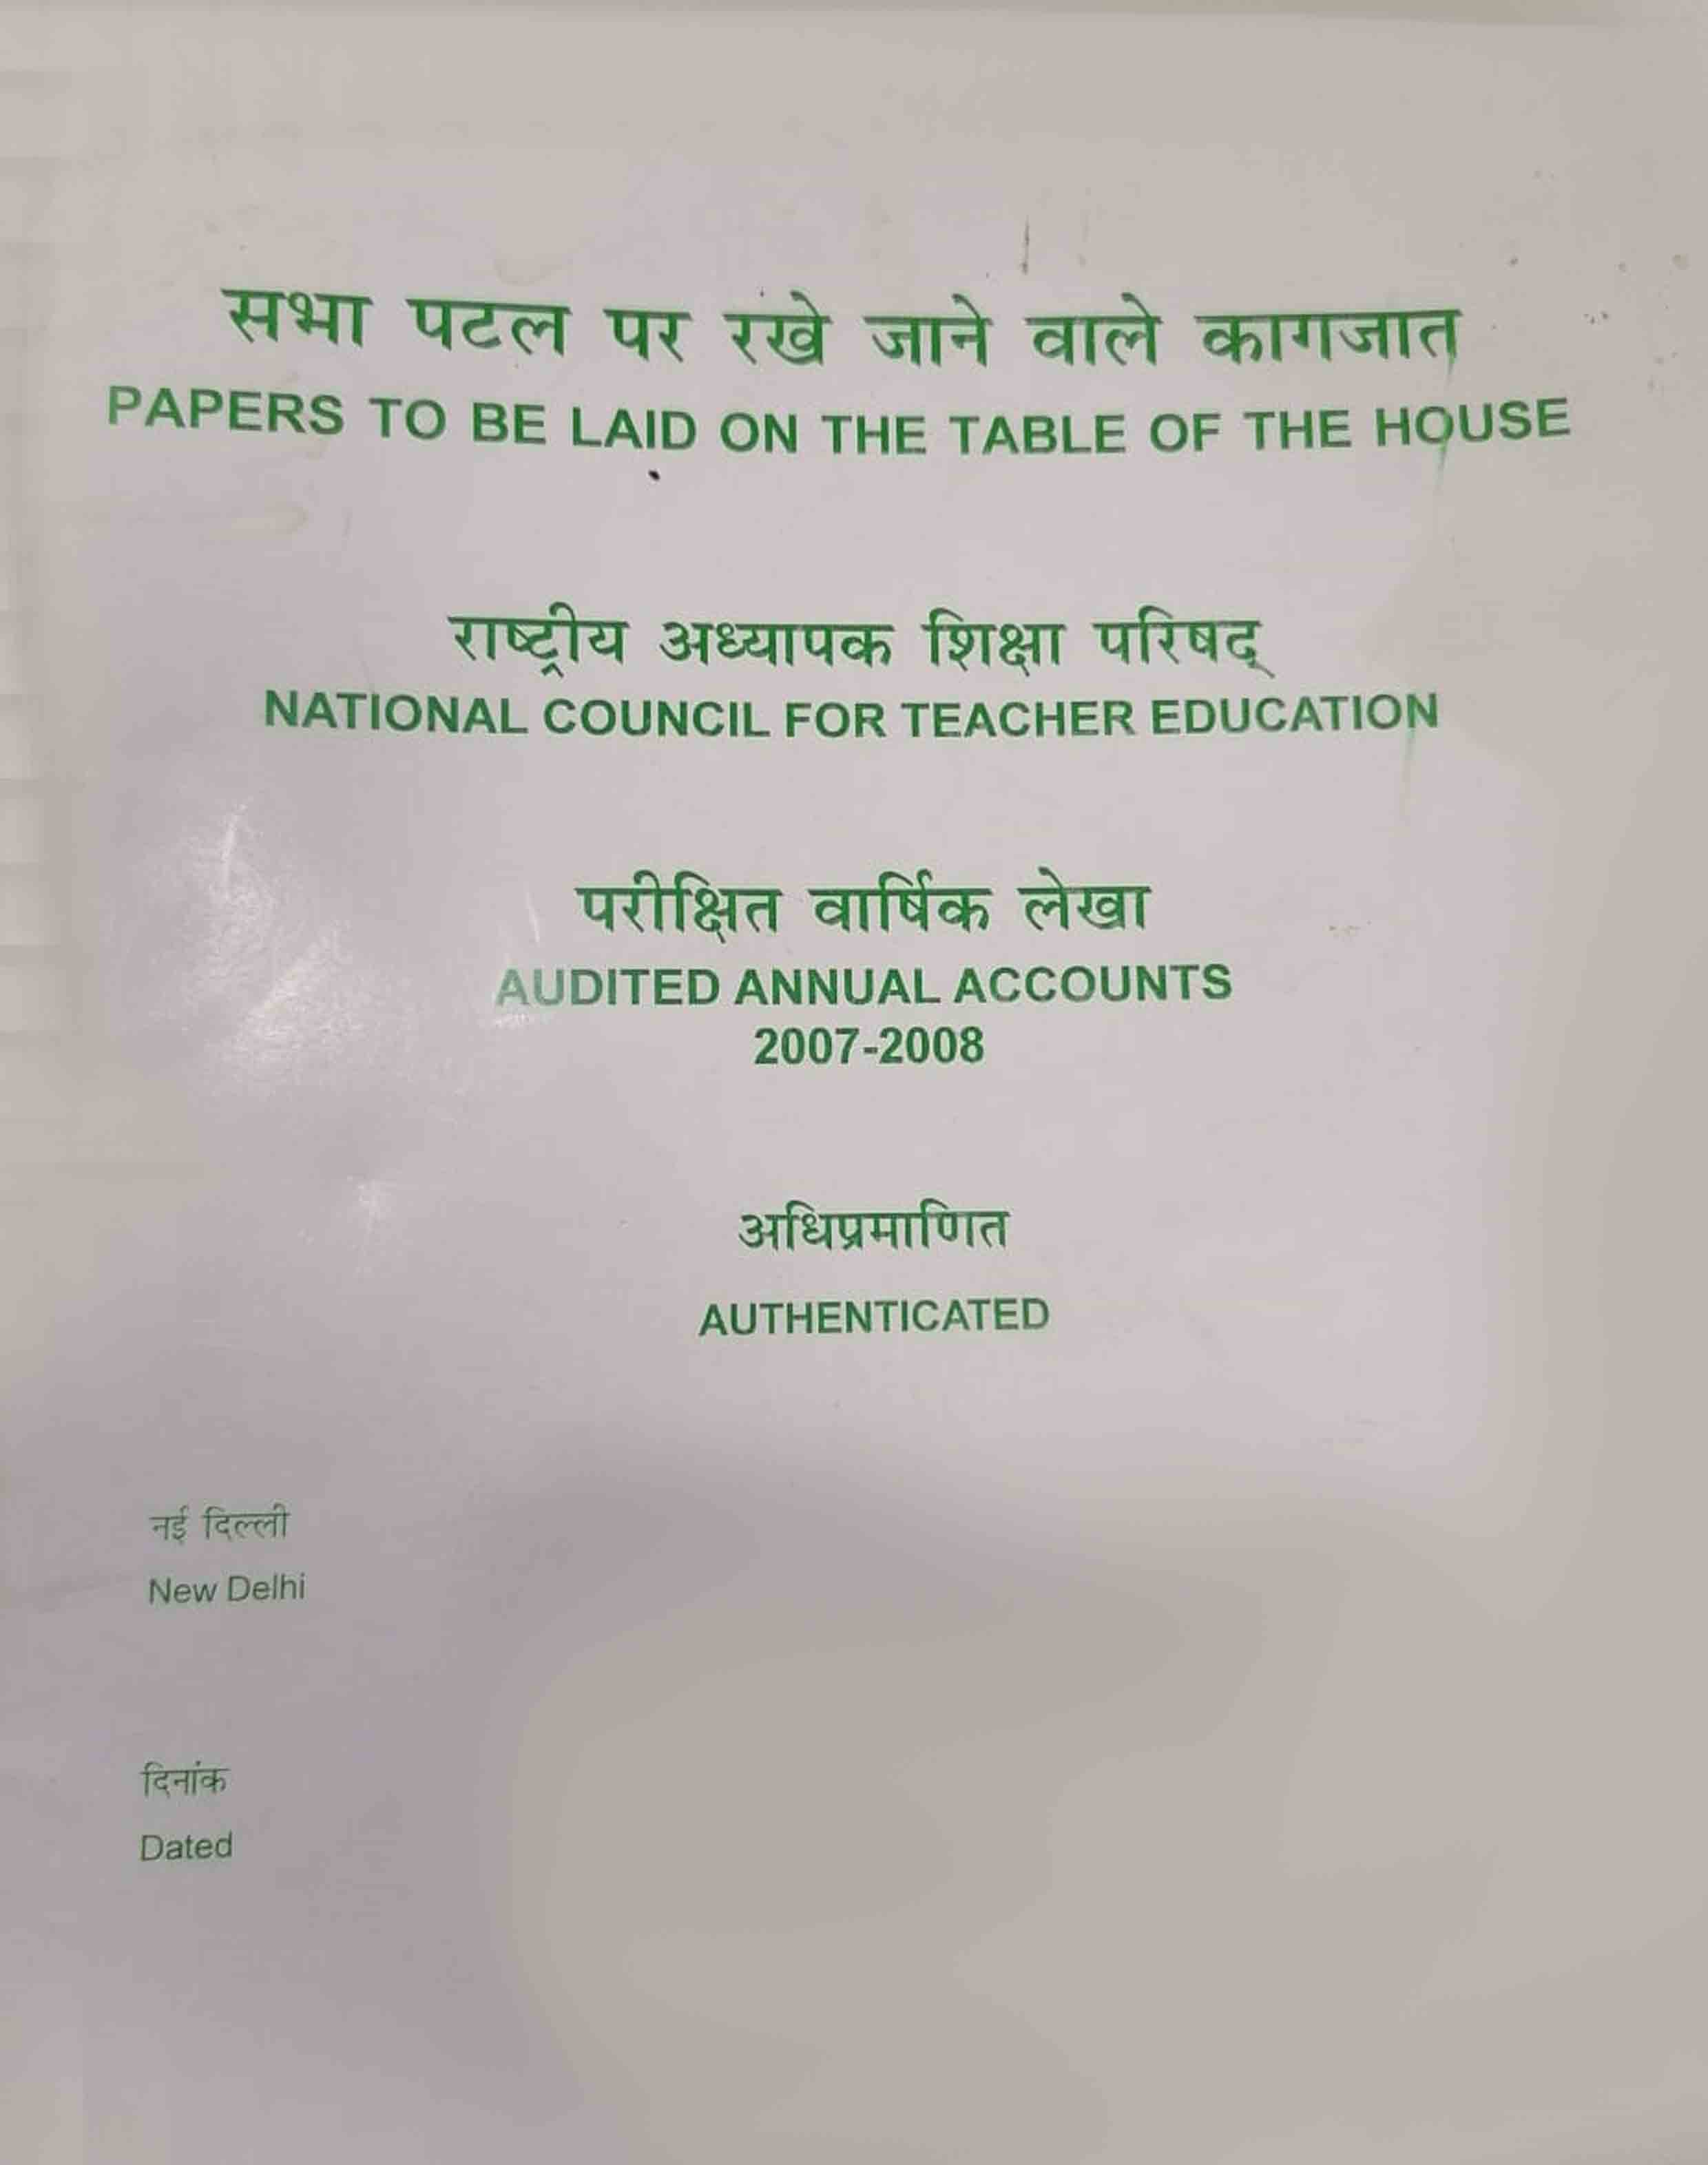 सभा पटल पर रखे जाने वाले कागजात
PAPERS TO BE LAID ON THE TABLE OF THE HOUSE
राष्ट्रीय अध्यापक शिक्षा परिषद्
NATIONAL COUNCIL FOR TEACHER EDUCATION
परीक्षित वार्षिक लेखा
AUDITED ANNUAL ACCOUNTS
2007-2008
अधिप्रमाणित
AUTHENTICATED
नई दिल्ली
New Delhi
दिनांक
Dated